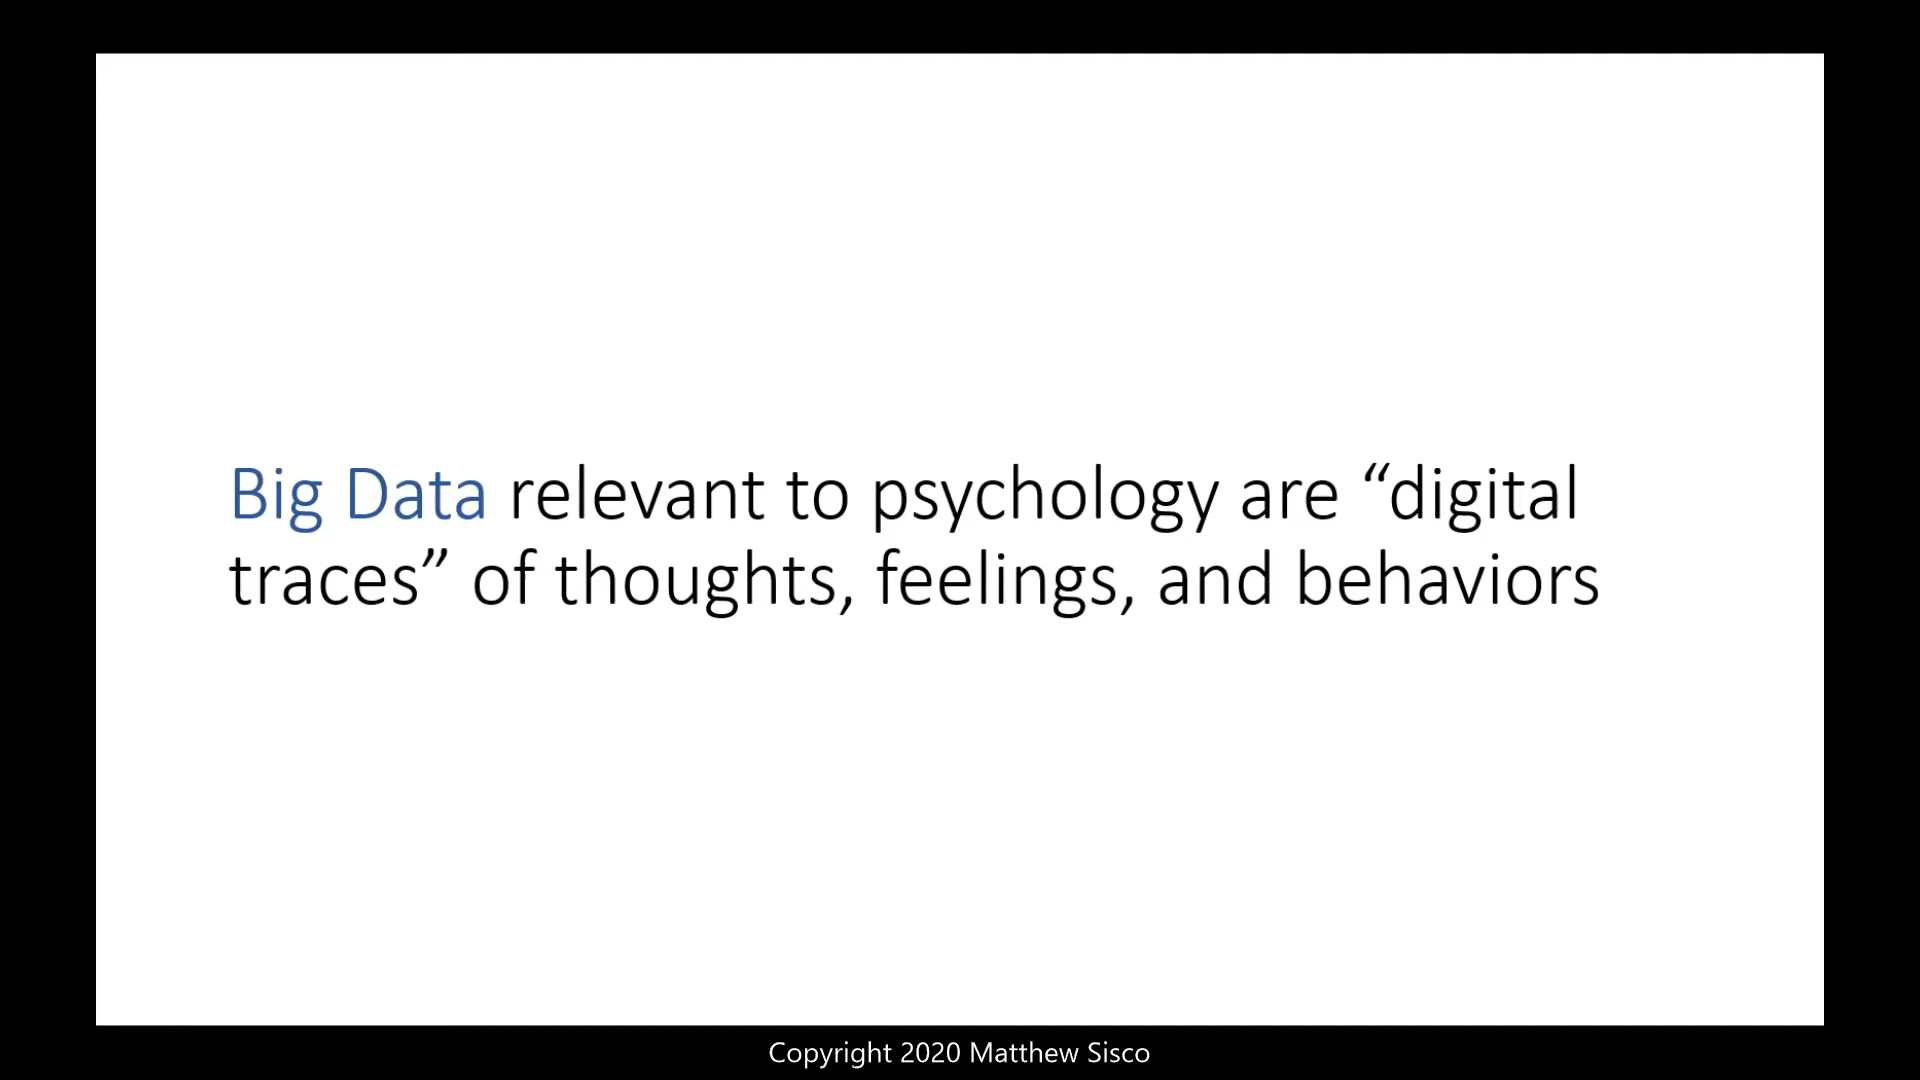 Big Data relevant to psychology are “digital
traces” of thoughts, feelings, and behaviors
Copyright 2020 Matthew Sisco